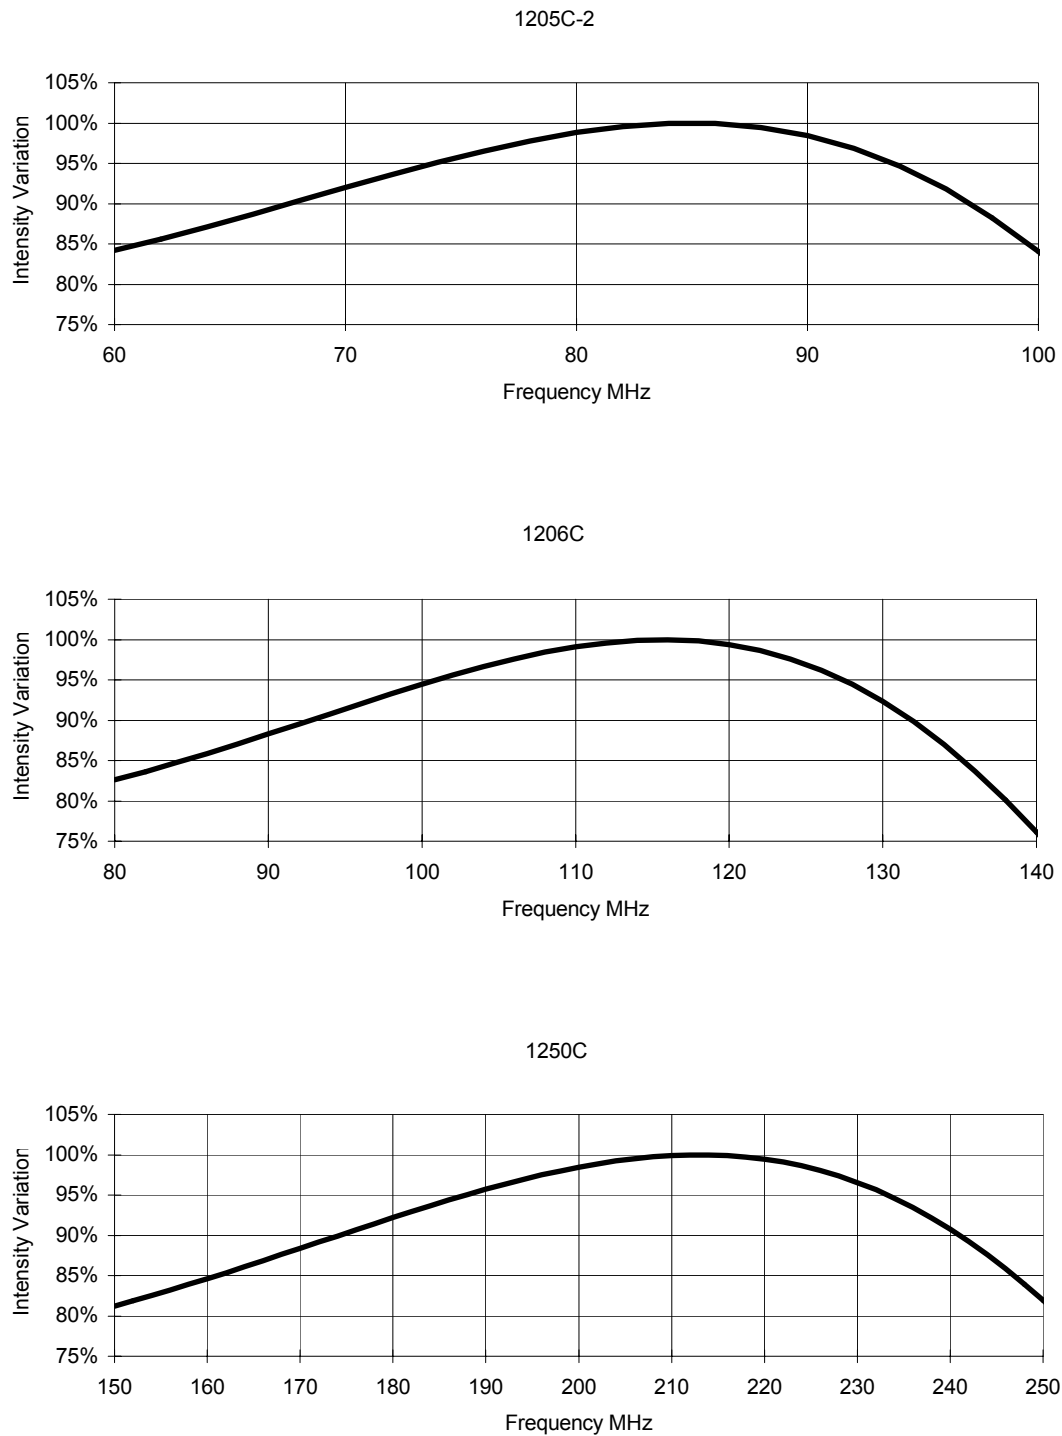 1205C-2
105%
100%
95%
90%
85%
80%
75%
Intensity Variation
60 70 80 90 100
Frequency MHz
1206C
105%
100%
95%
90%
85%
80%
75%
Intensity Variation
80 90 100 110 120 130 140
Frequency MHz
1250C
105%
100%
95%
90%
85%
80%
75%
Intensity Variation
150 160 170 180 190 200 210 220 230 240 250
Frequency MHz